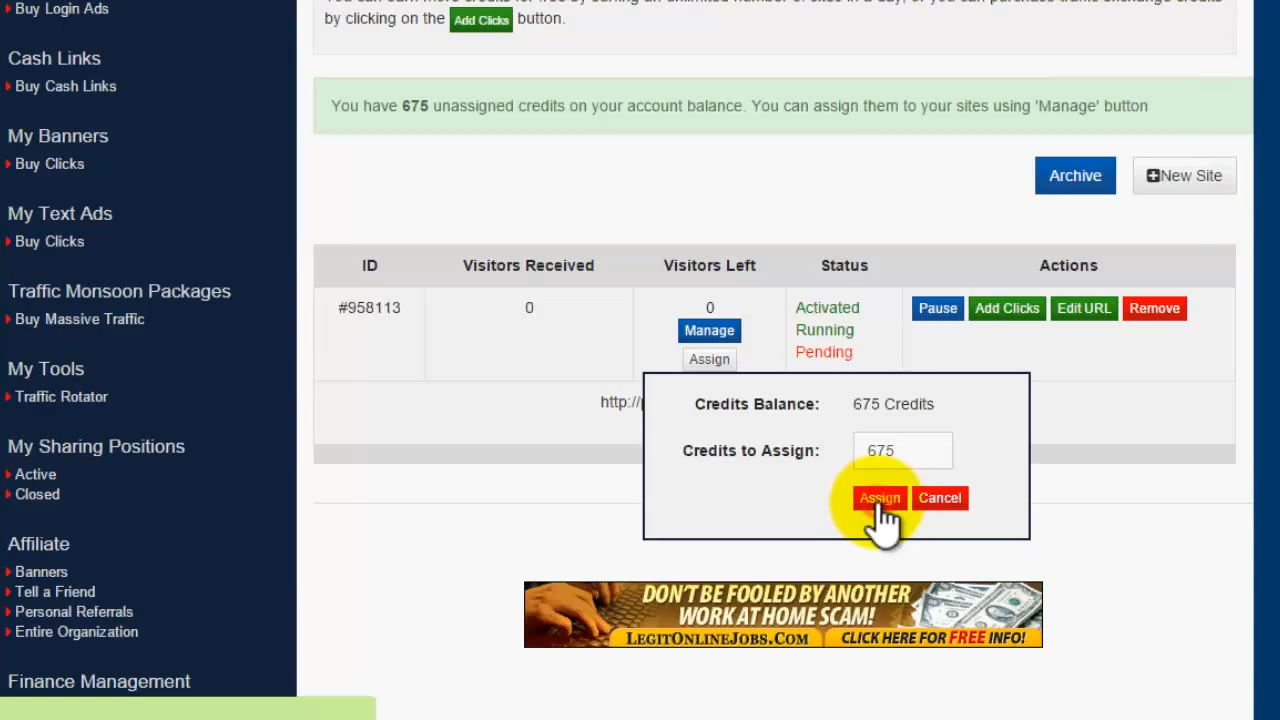 Buy Login Ads
Cash Links
Buy Cash Links
My Banners
Buy Clicks
My Text Ads
Buy Clicks
Traffic Monsoon Packages
Buy Massive Traffic
My Tools
Traffic Rotator
My Sharing Positions
Active
Closed
Affiliate
Banners
Tell a Friend
Personal Referrals
Entire Organization
Finance Management
by clicking on the Add Clicks button.
You have 675 unassigned credits on your account balance. You can assign them to your sites using 'Manage' button
Archive New Site
ID Visitors Received Visitors Left Status Actions
#958113 0 0 Activated Pause Add Clicks Edit URL Remove
Manage Running
Pending
Assign
http://
Credits Balance: 675 Credits
Credits to Assign: 675
Assign Cancel
DON'T BE FOOLED BY ANOTHER
WORK AT HOME SCAM!
LEGITONLINEJOBS.COM CLICK HERE FOR FREE INFO!